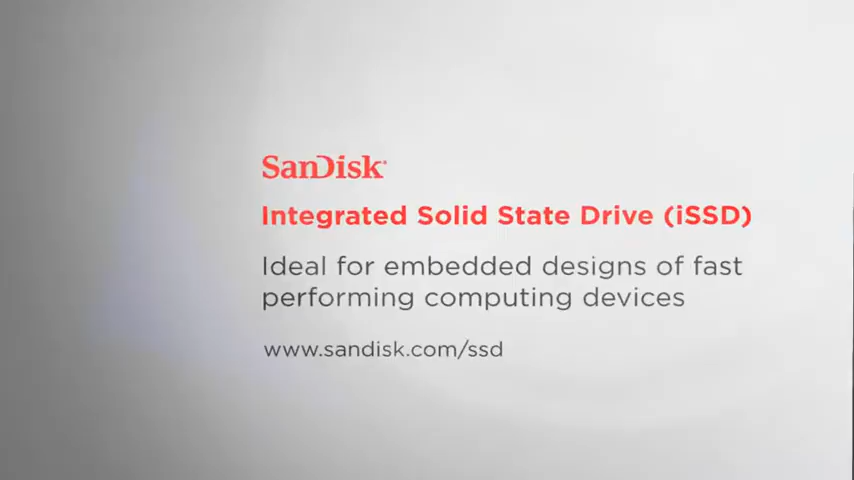 SanDisk
Integrated Solid State Drive (iSSD)
Ideal for embedded designs of fast
performing computing devices
www.sandisk.com/ssd